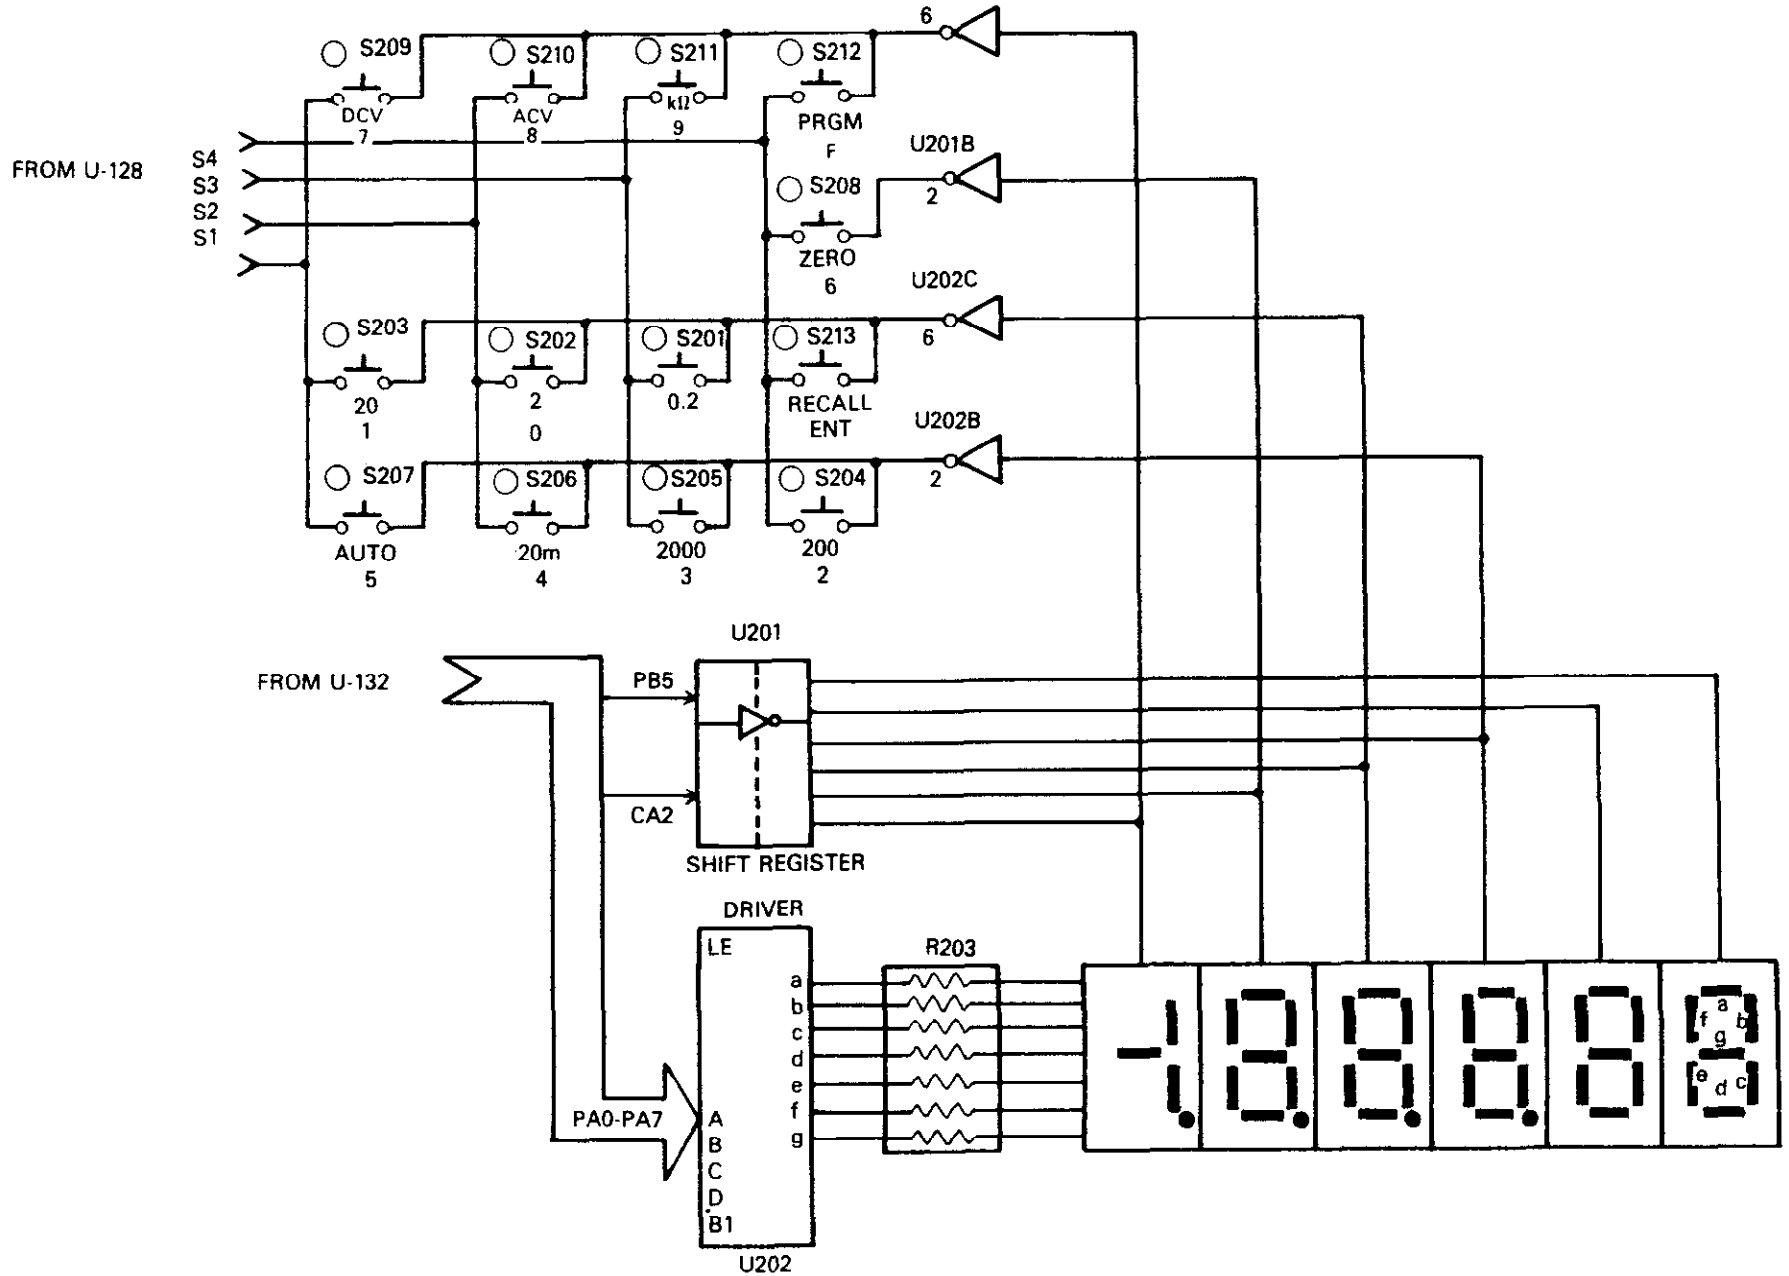 6
S209 S210 S211 S212
DCV ACV kΩ PRGM
7 8 9 F
FROM U-128
S4
S3
S2
S1
U201B
2
S208
ZERO
6
U202C
6
S203 S202 S201 S213
20 2 0.2 RECALL
1 0 ENT
U202B
2
S207 S206 S205 S204
AUTO 20m 2000 200
5 4 3 2
U201
FROM U-132
PB5
CA2
SHIFT REGISTER
DRIVER
LE
R203
a
b
c
d
e
f
g
PA0-PA7
A
B
C
D
B1
U202
a
f b
g
e d c